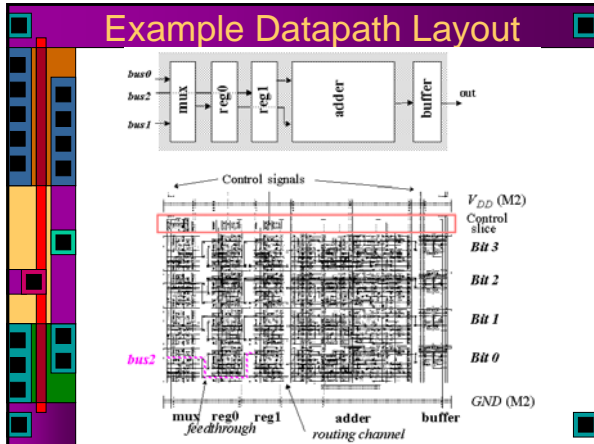 Example Datapath Layout
bus0
bus2
bus1
mux
reg0
reg1
adder
buffer
out
Control signals
VDD (M2)
Control
slice
Bit 3
Bit 2
Bit 1
Bit 0
bus2
GND (M2)
mux reg0 reg1 adder buffer
feedthrough
routing channel